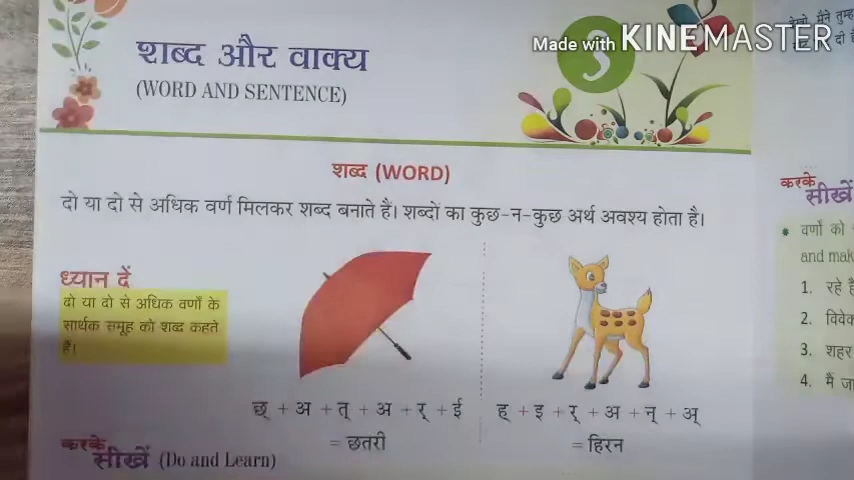 शब्द और वाक्य
(WORD AND SENTENCE)
३
Made with KINEMASTER
शब्द (WORD)
दो या दो से अधिक वर्ण मिलकर शब्द बनाते हैं। शब्दों का कुछ-न-कुछ अर्थ अवश्य होता है।
ध्यान दें
दो या दो से अधिक वर्णों के
सार्थक समूह को शब्द कहते
हैं।
छ् + अ + त् + अ + र् + ई
= छतरी
ह् + इ + र् + अ + न् + अ्
= हिरन
करके
सीखें (Do and Learn)
मैंने तुम्ह
करके
सीखें
* वर्णों को
and mak
1. रहे है
2. विवेक
3. शहर
4. मैं जा